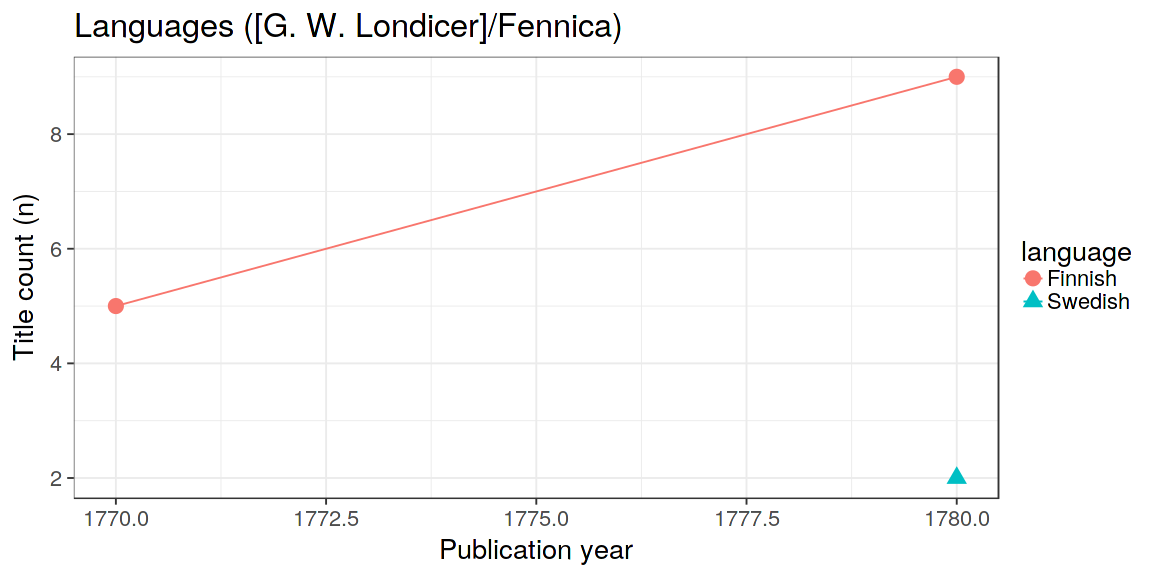 Languages ([G. W. Londicer]/Fennica)
Title count (n)
8
6
4
2
1770.0 1772.5 1775.0 1777.5 1780.0
Publication year
language
Finnish
Swedish